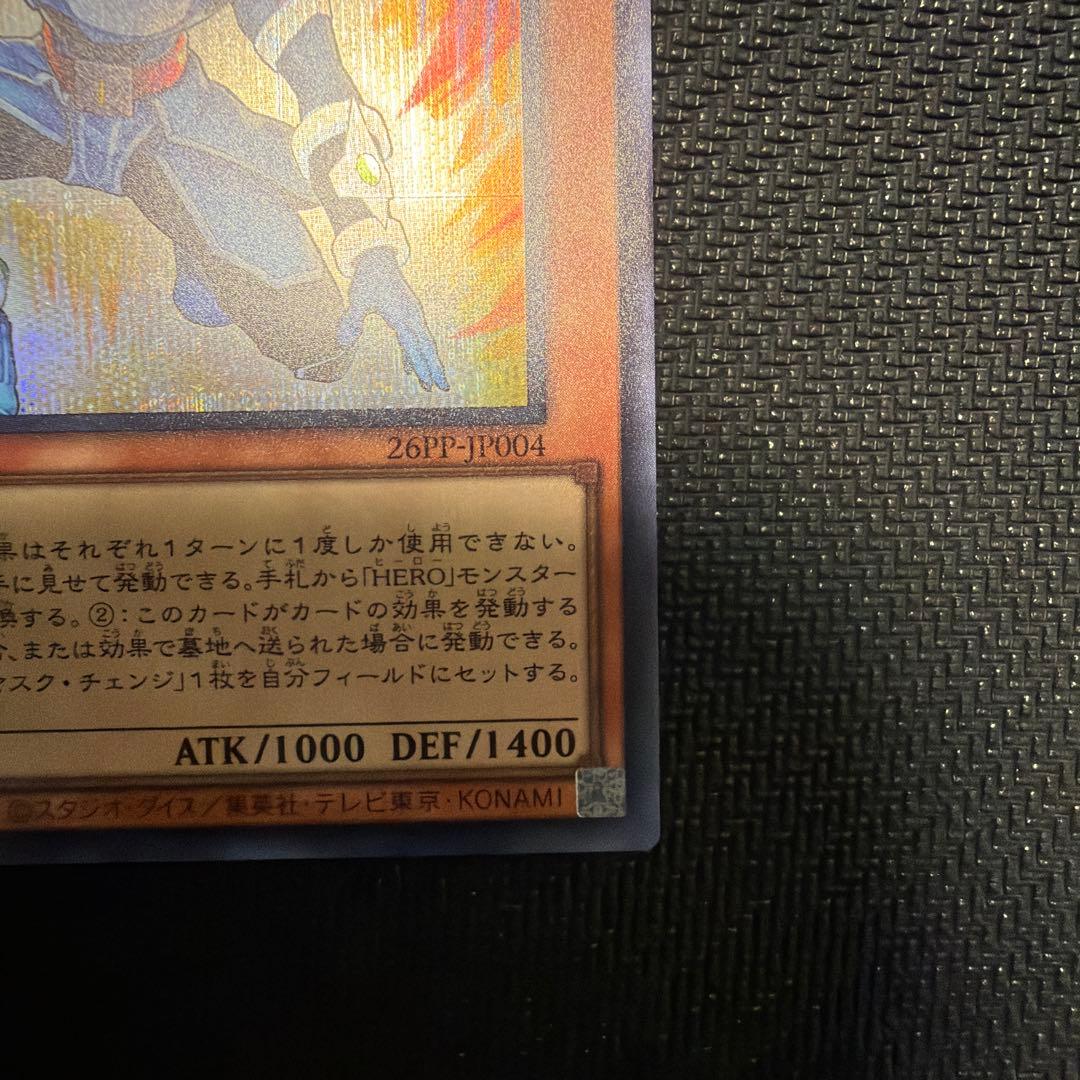 26PP-JP004
果はそれぞれ1ターンに1度しか使用できない。
手に見せて発動できる。手札から「HERO」モンスター
換する。②:このカードがカードの効果を発動する
合、または効果で墓地へ送られた場合に発動できる。
マスク・チェンジ」1枚を自分フィールドにセットする。
ATK/1000 DEF/1400
©スタジオ・ダイス/集英社・テレビ東京・KONAMI